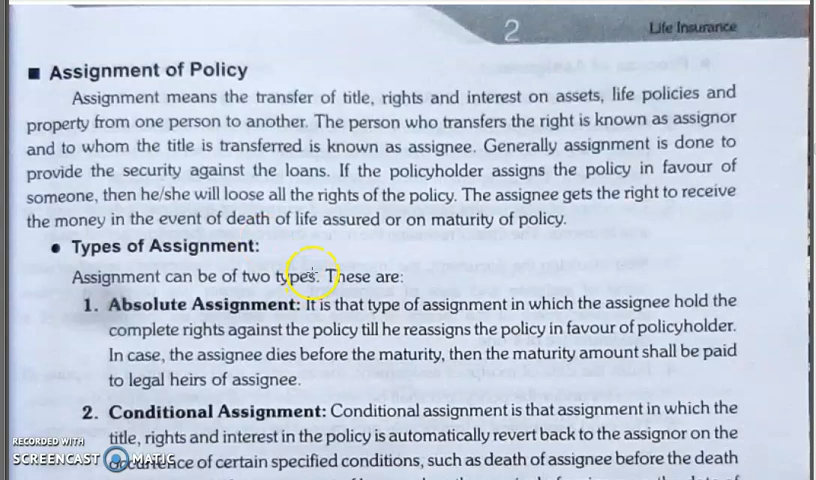 2
Life Insurance
■ Assignment of Policy
Assignment means the transfer of title, rights and interest on assets, life policies and
property from one person to another. The person who transfers the right is known as assignor
and to whom the title is transferred is known as assignee. Generally assignment is done to
provide the security against the loans. If the policyholder assigns the policy in favour of
someone, then he/she will loose all the rights of the policy. The assignee gets the right to receive
the money in the event of death of life assured or on maturity of policy.
● Types of Assignment:
Assignment can be of two types. These are:
1. Absolute Assignment: It is that type of assignment in which the assignee hold the
complete rights against the policy till he reassigns the policy in favour of policyholder.
In case, the assignee dies before the maturity, then the maturity amount shall be paid
to legal heirs of assignee.
2. Conditional Assignment: Conditional assignment is that assignment in which the
title, rights and interest in the policy is automatically revert back to the assignor on the
occurrence of certain specified conditions, such as death of assignee before the death
RECORDED WITH
SCREENCAST MATIC